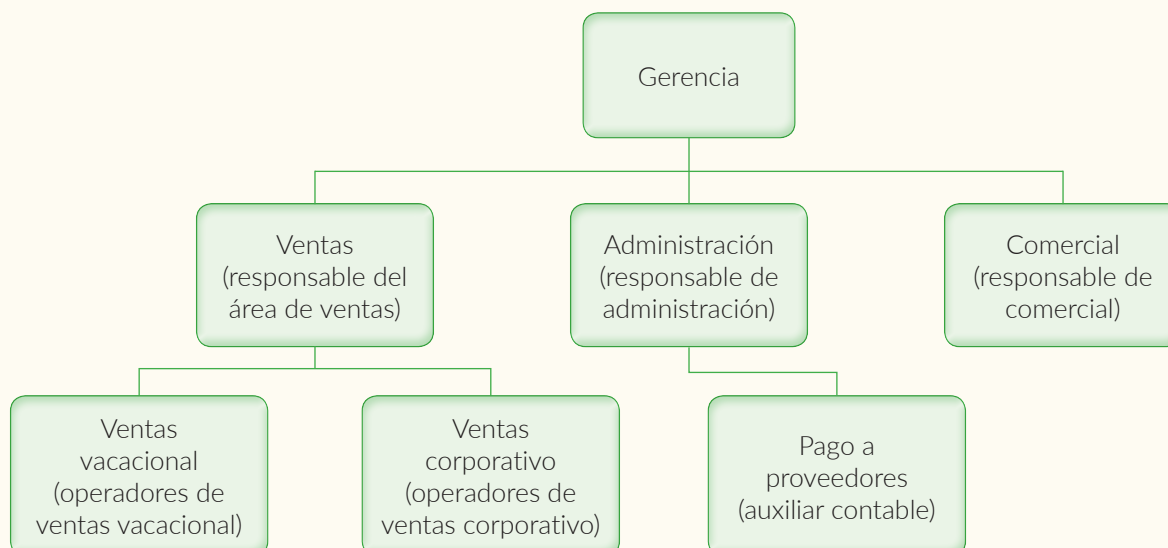 Gerencia
Ventas
(responsable del
área de ventas)
Administración
(responsable de
administración)
Comercial
(responsable de
comercial)
Ventas
vacacional
(operadores de
ventas vacacional)
Ventas
corporativo
(operadores de
ventas corporativo)
Pago a
proveedores
(auxiliar contable)